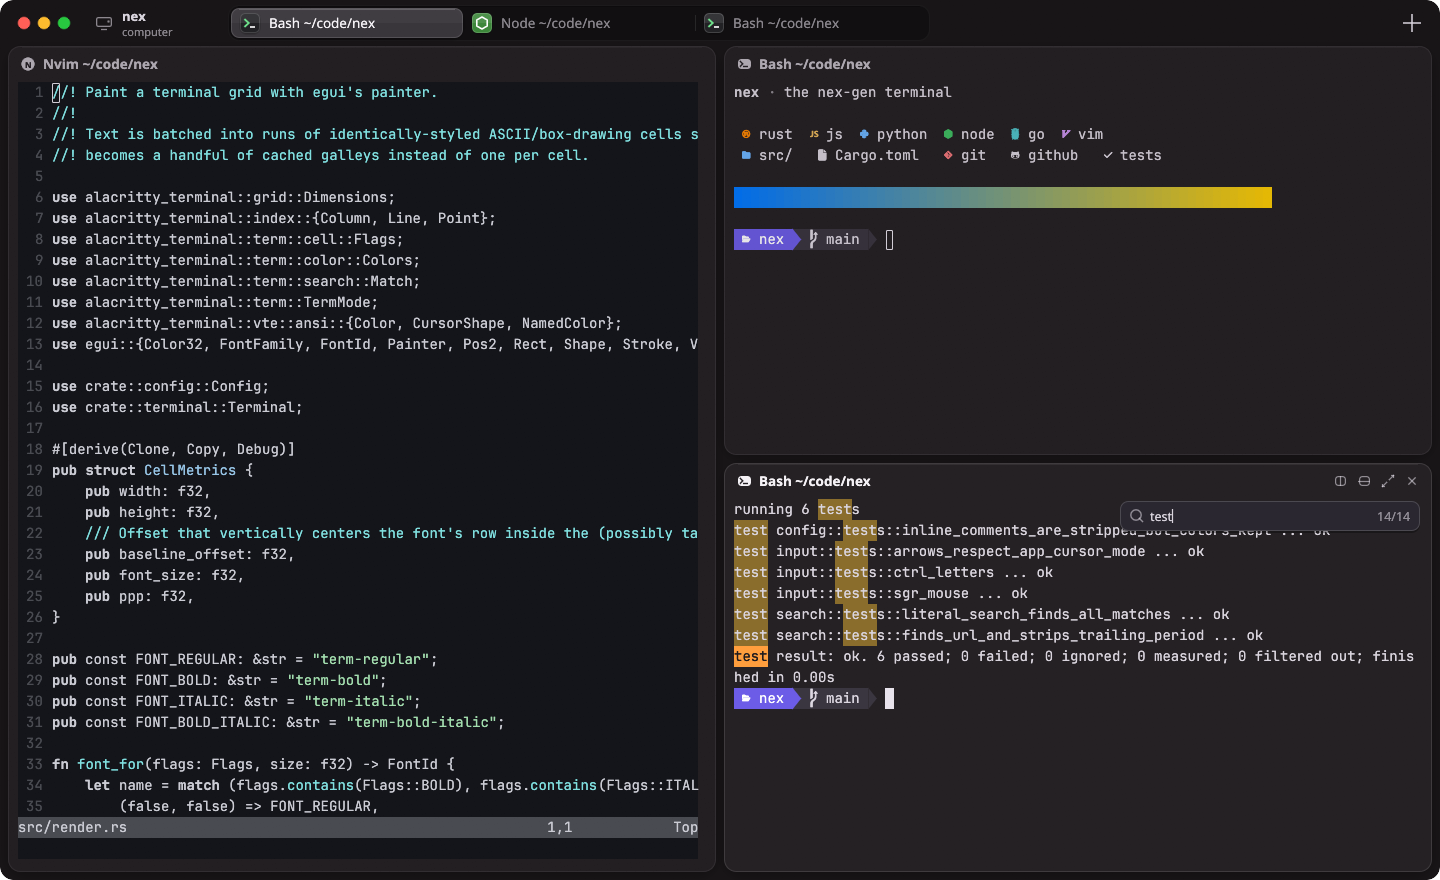 nex
computer
Bash ~/code/nex
Node ~/code/nex
Bash ~/code/nex
Nvim ~/code/nex
1 //! Paint a terminal grid with egui's painter.
2 //!
3 //! Text is batched into runs of identically-styled ASCII/box-drawing cells s
4 //! becomes a handful of cached galleys instead of one per cell.
5
6 use alacritty_terminal::grid::Dimensions;
7 use alacritty_terminal::index::{Column, Line, Point};
8 use alacritty_terminal::term::cell::Flags;
9 use alacritty_terminal::term::color::Colors;
10 use alacritty_terminal::term::search::Match;
11 use alacritty_terminal::term::TermMode;
12 use alacritty_terminal::vte::ansi::{Color, CursorShape, NamedColor};
13 use egui::{Color32, FontFamily, FontId, Painter, Pos2, Rect, Shape, Stroke, V
14
15 use crate::config::Config;
16 use crate::terminal::Terminal;
17
18 #[derive(Clone, Copy, Debug)]
19 pub struct CellMetrics {
20     pub width: f32,
21     pub height: f32,
22     /// Offset that vertically centers the font's row inside the (possibly ta
23     pub baseline_offset: f32,
24     pub font_size: f32,
25     pub ppp: f32,
26 }
27
28 pub const FONT_REGULAR: &str = "term-regular";
29 pub const FONT_BOLD: &str = "term-bold";
30 pub const FONT_ITALIC: &str = "term-italic";
31 pub const FONT_BOLD_ITALIC: &str = "term-bold-italic";
32
33 fn font_for(flags: Flags, size: f32) -> FontId {
34     let name = match (flags.contains(Flags::BOLD), flags.contains(Flags::ITAL
35         (false, false) => FONT_REGULAR,
src/render.rs 1,1 Top
Bash ~/code/nex
nex · the nex-gen terminal
rust JS js python node go vim
src/ Cargo.toml git github tests
nex main
Bash ~/code/nex
test 14/14
running 6 tests
test config::tests::inline_comments_are_stripped_but_colors_kept ... ok
test input::tests::arrows_respect_app_cursor_mode ... ok
test input::tests::ctrl_letters ... ok
test input::tests::sgr_mouse ... ok
test search::tests::literal_search_finds_all_matches ... ok
test search::tests::finds_url_and_strips_trailing_period ... ok
test result: ok. 6 passed; 0 failed; 0 ignored; 0 measured; 0 filtered out; finis
hed in 0.00s
nex main